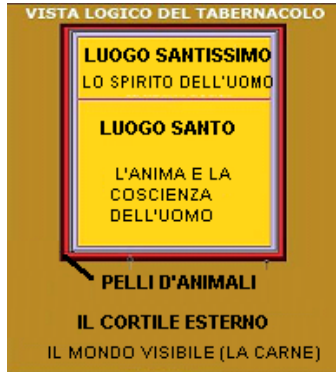 VISTA LOGICO DEL TABERNACOLO
LUOGO SANTISSIMO
LO SPIRITO DELL'UOMO
LUOGO SANTO
L'ANIMA E LA
COSCIENZA
DELL'UOMO
PELLI D'ANIMALI
IL CORTILE ESTERNO
IL MONDO VISIBILE (LA CARNE)